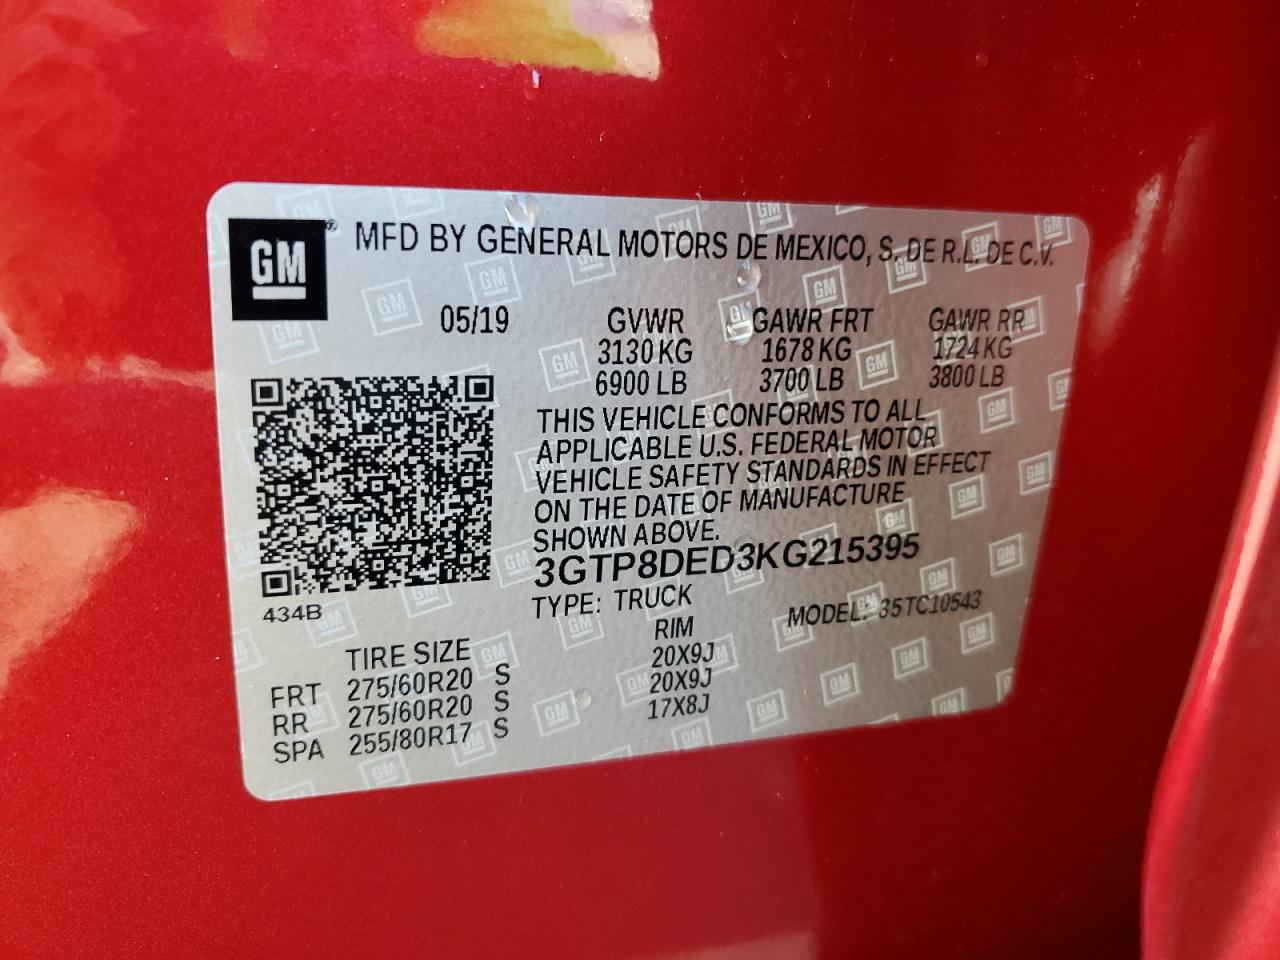 GM® MFD BY GENERAL MOTORS DE MEXICO, S. DE R.L. DE C.V.
05/19 GVWR GAWR FRT GAWR RR
3130 KG 1678 KG 1724 KG
6900 LB 3700 LB 3800 LB
THIS VEHICLE CONFORMS TO ALL
APPLICABLE U.S. FEDERAL MOTOR
VEHICLE SAFETY STANDARDS IN EFFECT
ON THE DATE OF MANUFACTURE
SHOWN ABOVE.
3GTP8DED3KG215395
434B
TYPE: TRUCK MODEL: 35TC10543
TIRE SIZE RIM
FRT 275/60R20 S 20X9J
RR 275/60R20 S 20X9J
SPA 255/80R17 S 17X8J